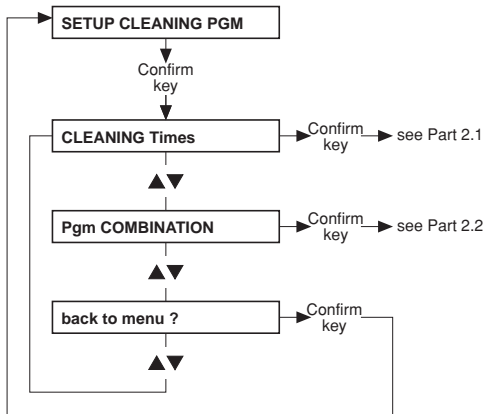 SETUP CLEANING PGM
Confirm
key
CLEANING Times
Confirm
key
see Part 2.1
▲▼
Pgm COMBINATION
Confirm
key
see Part 2.2
▲▼
back to menu ?
Confirm
key
▲▼